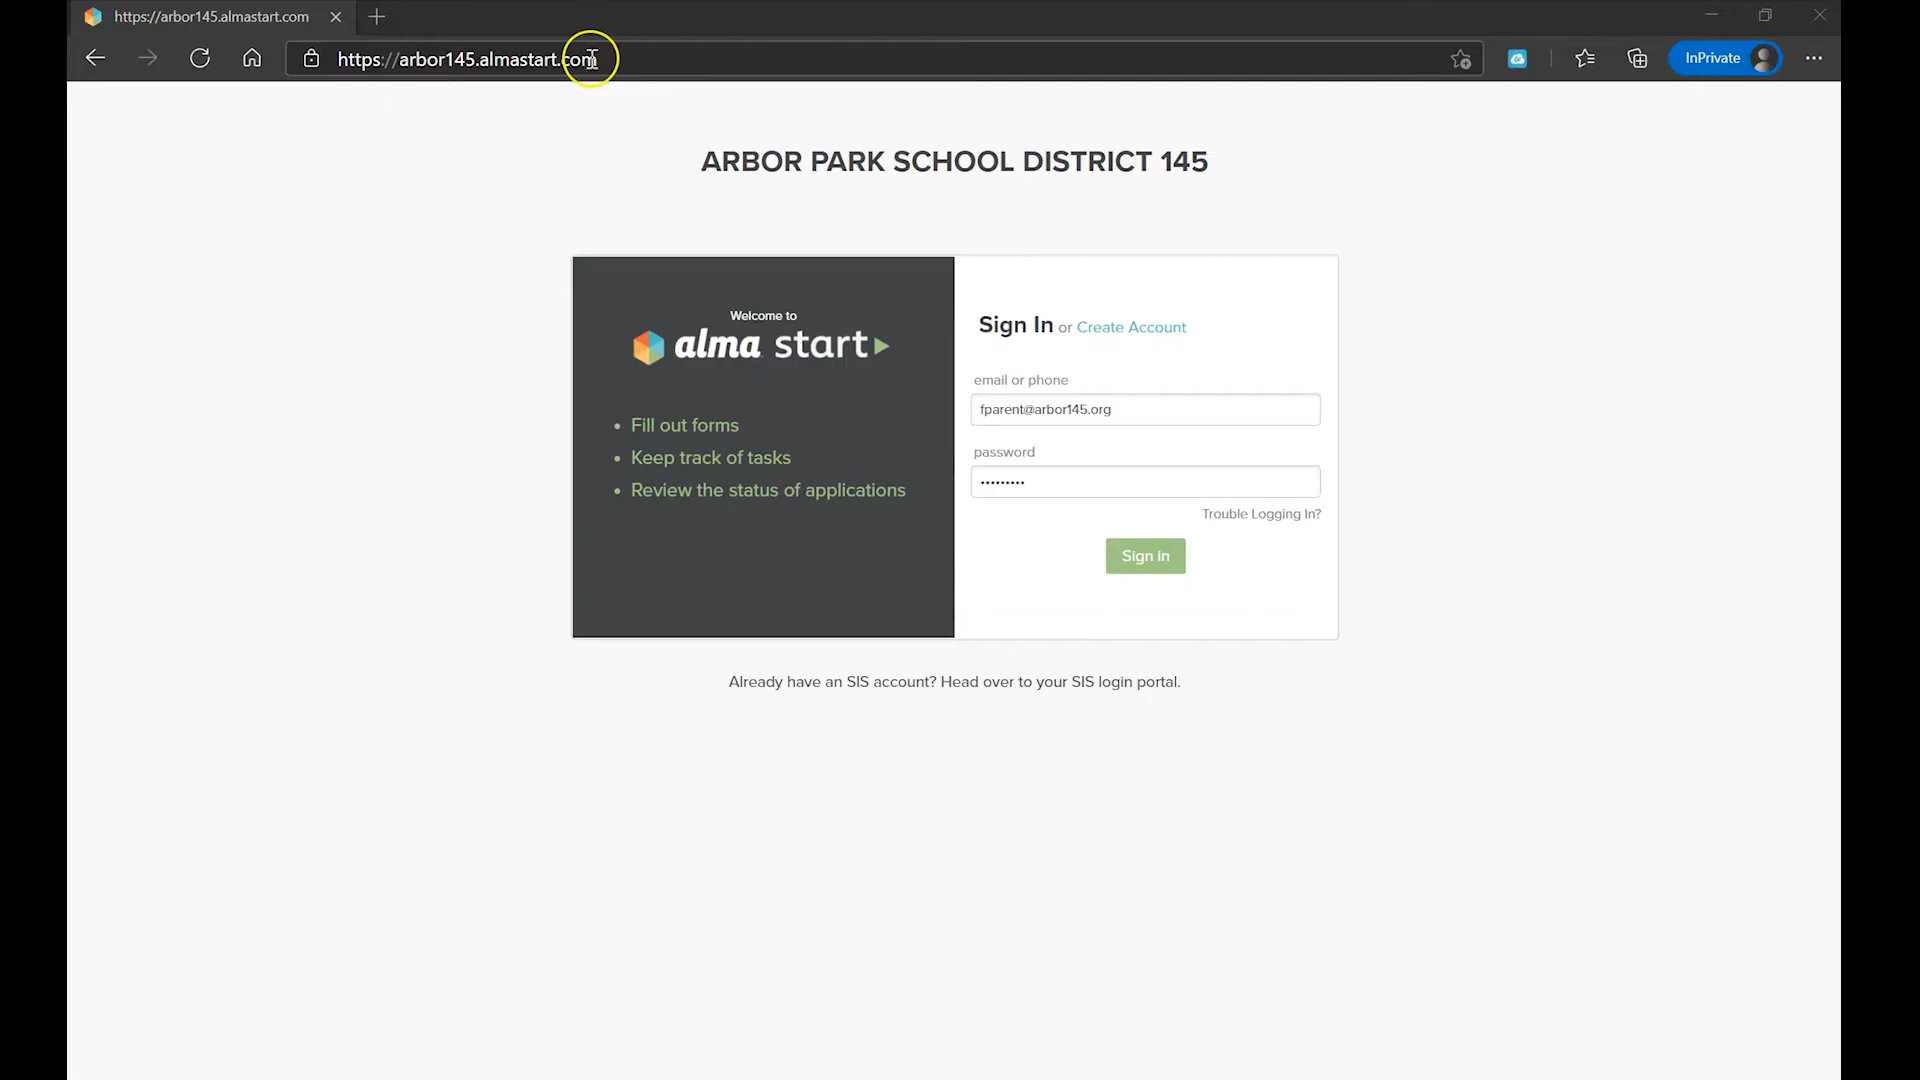 https://arbor145.almastart.com
https://arbor145.almastart.com
InPrivate
ARBOR PARK SCHOOL DISTRICT 145
Welcome to
alma start
Fill out forms
Keep track of tasks
Review the status of applications
Sign In or Create Account
email or phone
fparent@arbor145.org
password
•••••••••
Trouble Logging In?
Sign in
Already have an SIS account? Head over to your SIS login portal.